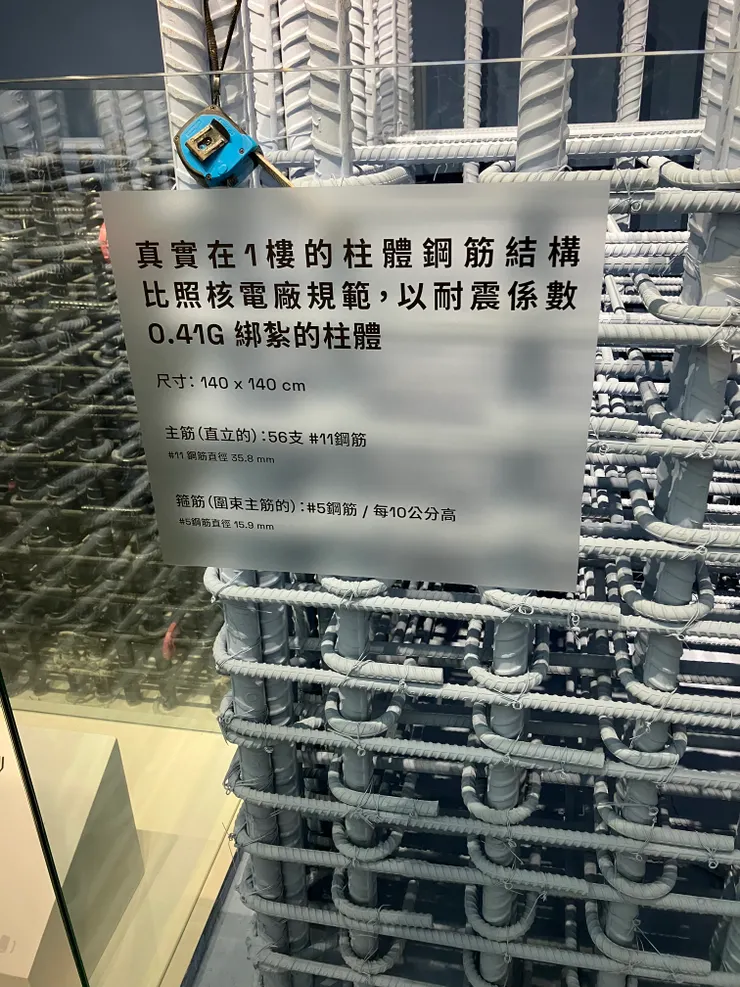 真實在1樓的柱體鋼筋結構
比照核電廠規範，以耐震係數
0.41G 綁紮的柱體
尺寸：140 x 140 cm
主筋（直立的）：56支 #11鋼筋
#11 鋼筋直徑 35.8 mm
箍筋（圍束主筋的）：#5鋼筋 / 每10公分高
#5鋼筋直徑 15.9 mm